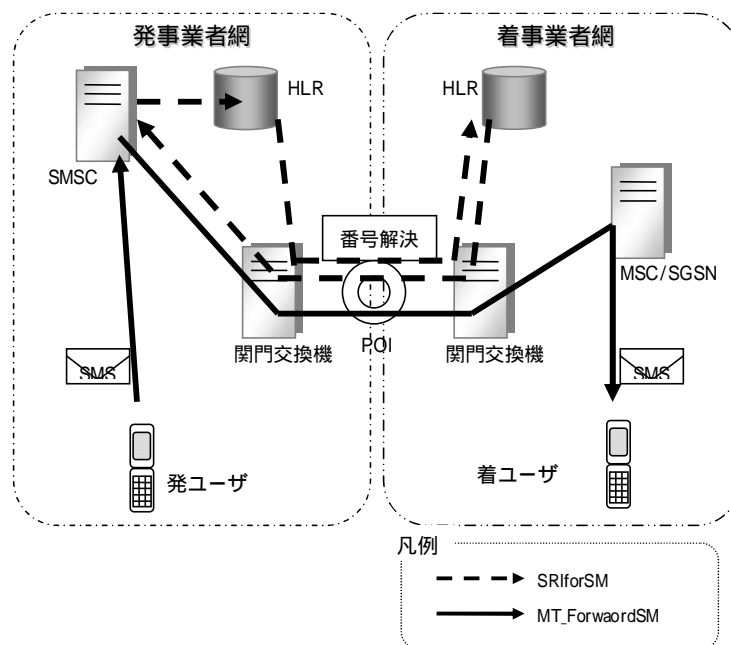 発事業者網
着事業者網
HLR
HLR
SMSC
番号解決
MSC/SGSN
関門交換機
POI
関門交換機
SMS
SMS
発ユーザ
着ユーザ
凡例
SRIforSM
MT_ForwaordSM